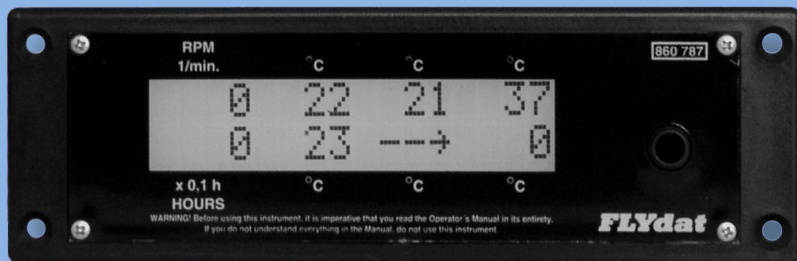 RPM
1/min. °C °C °C
860 787
0 22 21 37
0 23 --→ 0
x 0,1 h °C °C °C
HOURS
WARNING! Before using this instrument, it is imperative that you read the Operator's Manual in its entirety.
If you do not understand everything in the Manual, do not use this instrument
FLYdat